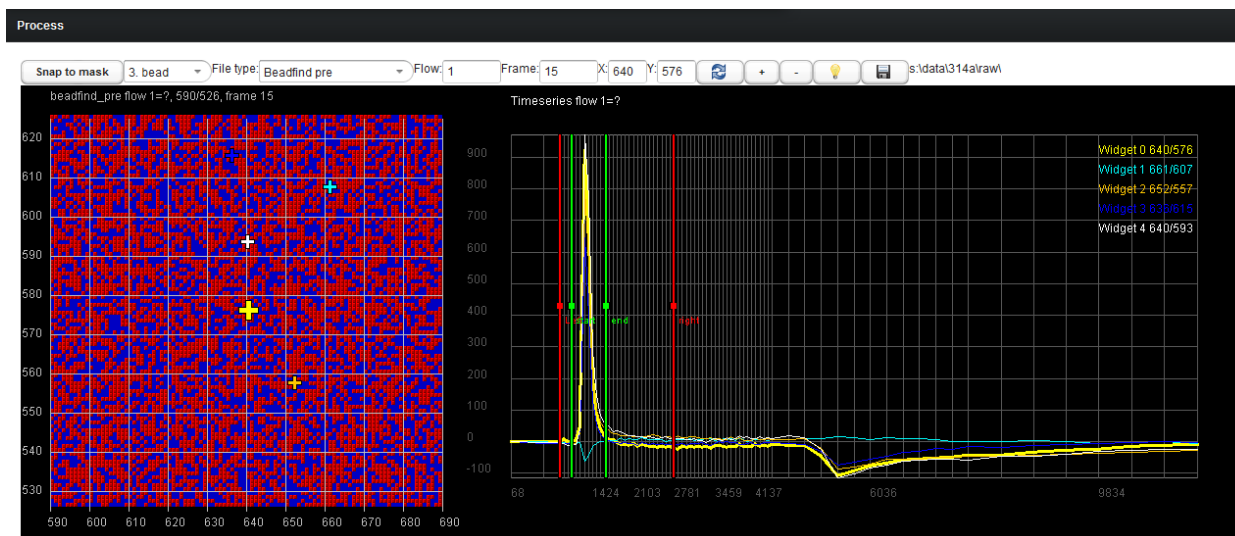 Process
Snap to mask 3. bead File type: Beadfind pre Flow: 1 Frame: 15 X: 640 Y: 576 + - s:\data\314a\raw\
beadfind_pre flow 1=?, 590/526, frame 15
620
610
600
590
580
570
560
550
540
530
590 600 610 620 630 640 650 660 670 680 690
Timeseries flow 1=?
900
800
700
600
500
400
300
200
100
0
-100
start end right
68 1424 2103 2781 3459 4137 6036 9834
Widget 0 640/576
Widget 1 661/607
Widget 2 652/557
Widget 3
Widget 4 640/593